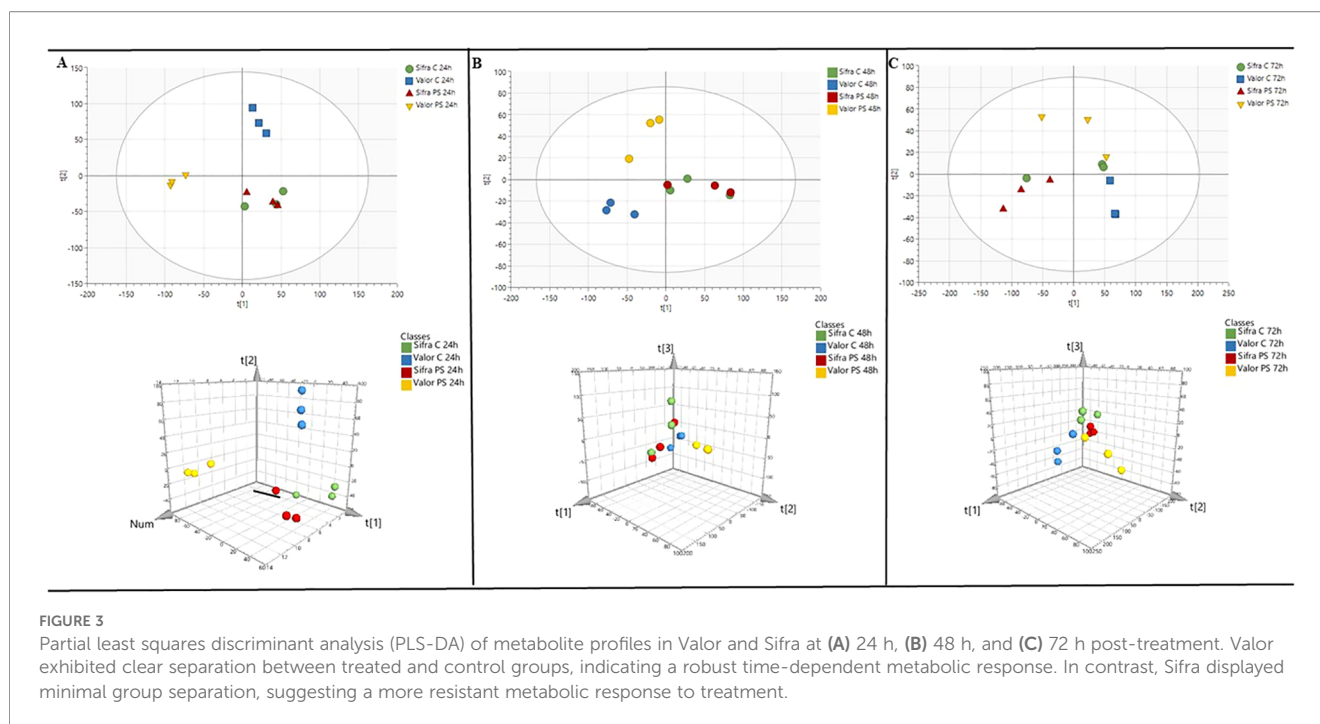 A
Sifra C 24h
Valor C 24h
Sifra PS 24h
Valor PS 24h
150
100
50
0
-50
-100
-150
t[2]
-200 -150 -100 -50 0 50 100 150 200
t[1]
B
Sifra C 48h
Valor C 48h
Sifra PS 48h
Valor PS 48h
100
80
60
40
20
0
-20
-40
-60
-80
-100
t[2]
-200 -150 -100 -50 0 50 100 150 200
t[1]
C
Sifra C 72h
Valor C 72h
Sifra PS 72h
Valor PS 72h
100
80
60
40
20
0
-20
-40
-60
-80
-100
t[2]
-250 -200 -150 -100 -50 0 50 100 150 200 250
t[1]
Classes
Sifra C 24h
Valor C 24h
Sifra PS 24h
Valor PS 24h
t[2]
Num
t[1]
Classes
Sifra C 48h
Valor C 48h
Sifra PS 48h
Valor PS 48h
t[3]
t[1]
t[2]
Classes
Sifra C 72h
Valor C 72h
Sifra PS 72h
Valor PS 72h
t[3]
t[1]
t[2]
FIGURE 3
Partial least squares discriminant analysis (PLS-DA) of metabolite profiles in Valor and Sifra at (A) 24 h, (B) 48 h, and (C) 72 h post-treatment. Valor
exhibited clear separation between treated and control groups, indicating a robust time-dependent metabolic response. In contrast, Sifra displayed
minimal group separation, suggesting a more resistant metabolic response to treatment.